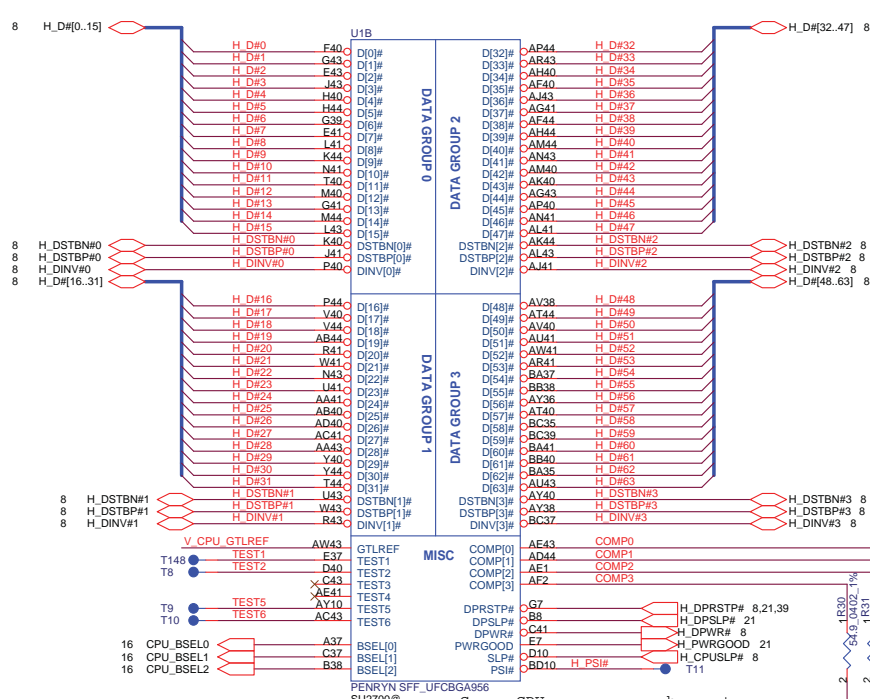 8 H_D#[0..15] U1B H_D#[32..47] 8
H_D#0 F40 D[0]# D[32]# AP44 H_D#32
H_D#1 G43 D[1]# D[33]# AR43 H_D#33
H_D#2 E43 D[2]# D[34]# AH40 H_D#34
H_D#3 J43 D[3]# D[35]# AF40 H_D#35
H_D#4 H40 D[4]# D[36]# AJ43 H_D#36
H_D#5 H44 D[5]# D[37]# AG41 H_D#37
H_D#6 G39 D[6]# D[38]# AF44 H_D#38
H_D#7 E41 D[7]# D[39]# AH44 H_D#39
H_D#8 L41 D[8]# D[40]# AM44 H_D#40
H_D#9 K44 D[9]# D[41]# AN43 H_D#41
H_D#10 N41 D[10]# D[42]# AM40 H_D#42
H_D#11 T40 D[11]# D[43]# AK40 H_D#43
H_D#12 M40 D[12]# D[44]# AG43 H_D#44
H_D#13 G41 D[13]# D[45]# AP40 H_D#45
H_D#14 M44 D[14]# D[46]# AN41 H_D#46
H_D#15 L43 D[15]# D[47]# AL41 H_D#47
DATA GROUP 0
DATA GROUP 2
8 H_DSTBN#0 H_DSTBN#0 K40 DSTBN[0]# DSTBN[2]# AK44 H_DSTBN#2 H_DSTBN#2 8
8 H_DSTBP#0 H_DSTBP#0 J41 DSTBP[0]# DSTBP[2]# AL43 H_DSTBP#2 H_DSTBP#2 8
8 H_DINV#0 H_DINV#0 P40 DINV[0]# DINV[2]# AJ41 H_DINV#2 H_DINV#2 8
8 H_D#[16..31] H_D#[48..63] 8
H_D#16 P44 D[16]# D[48]# AV38 H_D#48
H_D#17 V40 D[17]# D[49]# AT44 H_D#49
H_D#18 V44 D[18]# D[50]# AV40 H_D#50
H_D#19 AB44 D[19]# D[51]# AU41 H_D#51
H_D#20 R41 D[20]# D[52]# AW41 H_D#52
H_D#21 W41 D[21]# D[53]# AR41 H_D#53
H_D#22 N43 D[22]# D[54]# BA37 H_D#54
H_D#23 U41 D[23]# D[55]# BB38 H_D#55
H_D#24 AA41 D[24]# D[56]# AY36 H_D#56
H_D#25 AB40 D[25]# D[57]# AT40 H_D#57
H_D#26 AD40 D[26]# D[58]# BC35 H_D#58
H_D#27 AC41 D[27]# D[59]# BC39 H_D#59
H_D#28 AA43 D[28]# D[60]# BA41 H_D#60
H_D#29 Y40 D[29]# D[61]# BB40 H_D#61
H_D#30 Y44 D[30]# D[62]# BA35 H_D#62
H_D#31 T44 D[31]# D[63]# AU43 H_D#63
DATA GROUP 1
DATA GROUP 3
8 H_DSTBN#1 H_DSTBN#1 U43 DSTBN[1]# DSTBN[3]# AY40 H_DSTBN#3 H_DSTBN#3 8
8 H_DSTBP#1 H_DSTBP#1 W43 DSTBP[1]# DSTBP[3]# AY38 H_DSTBP#3 H_DSTBP#3 8
8 H_DINV#1 H_DINV#1 R43 DINV[1]# DINV[3]# BC37 H_DINV#3 H_DINV#3 8
MISC
V_CPU_GTLREF AW43 GTLREF COMP[0] AE43 COMP0
T148 TEST1 E37 TEST1 COMP[1] AD44 COMP1
T8 TEST2 D40 TEST2 COMP[2] AE1 COMP2
C43 TEST3 COMP[3] AF2 COMP3
AE41 TEST4
T9 TEST5 AY10 TEST5 DPRSTP# G7 H_DPRSTP# 8,21,39
T10 TEST6 AC43 TEST6 DPSLP# B8 H_DPSLP# 21
DPWR# C41 H_DPWR# 8
16 CPU_BSEL0 A37 BSEL[0] PWRGOOD E7 H_PWRGOOD 21
16 CPU_BSEL1 C37 BSEL[1] SLP# D10 H_CPUSLP# 8
16 CPU_BSEL2 B38 BSEL[2] PSI# BD10 H_PSI# T11
R30
54.9_0402_1%
R31
1
1
2
2
PENRYN SFF_UFCBGA956